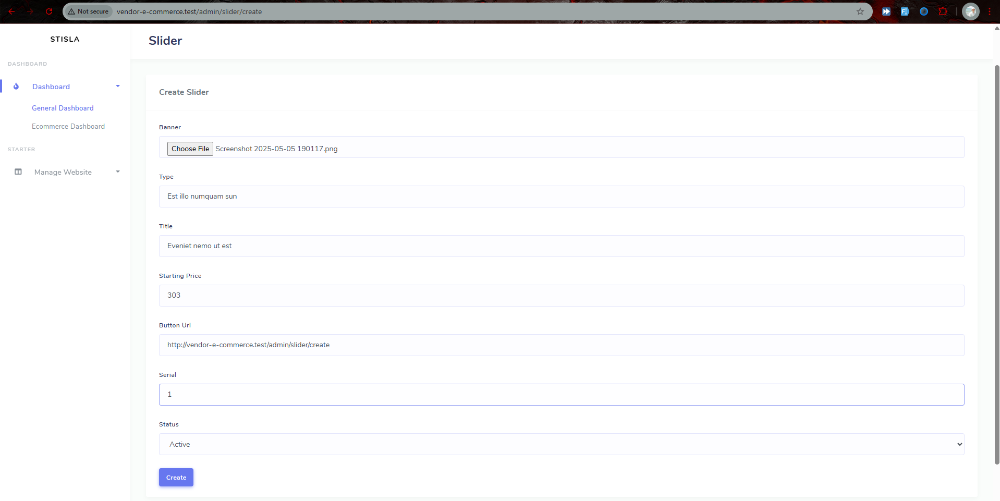 Not secure vendor-e-commerce.test/admin/slider/create
STISLA
Slider
DASHBOARD
Dashboard
General Dashboard
Ecommerce Dashboard
STARTER
Manage Website
Create Slider
Banner
Choose File Screenshot 2025-05-05 190117.png
Type
Est illo numquam sun
Title
Eveniet nemo ut est
Starting Price
303
Button Url
http://vendor-e-commerce.test/admin/slider/create
Serial
1
Status
Active
Create